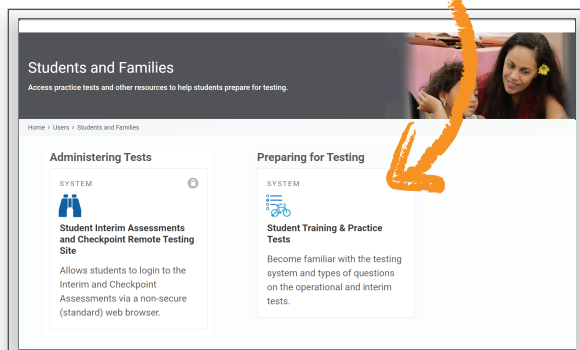 Students and Families
Access practice tests and other resources to help students prepare for testing.
Home > Users > Students and Families
Administering Tests
SYSTEM
Student Interim Assessments
and Checkpoint Remote Testing
Site
Allows students to login to the
Interim and Checkpoint
Assessments via a non-secure
(standard) web browser.
Preparing for Testing
SYSTEM
Student Training & Practice
Tests
Become familiar with the testing
system and types of questions
on the operational and interim
tests.